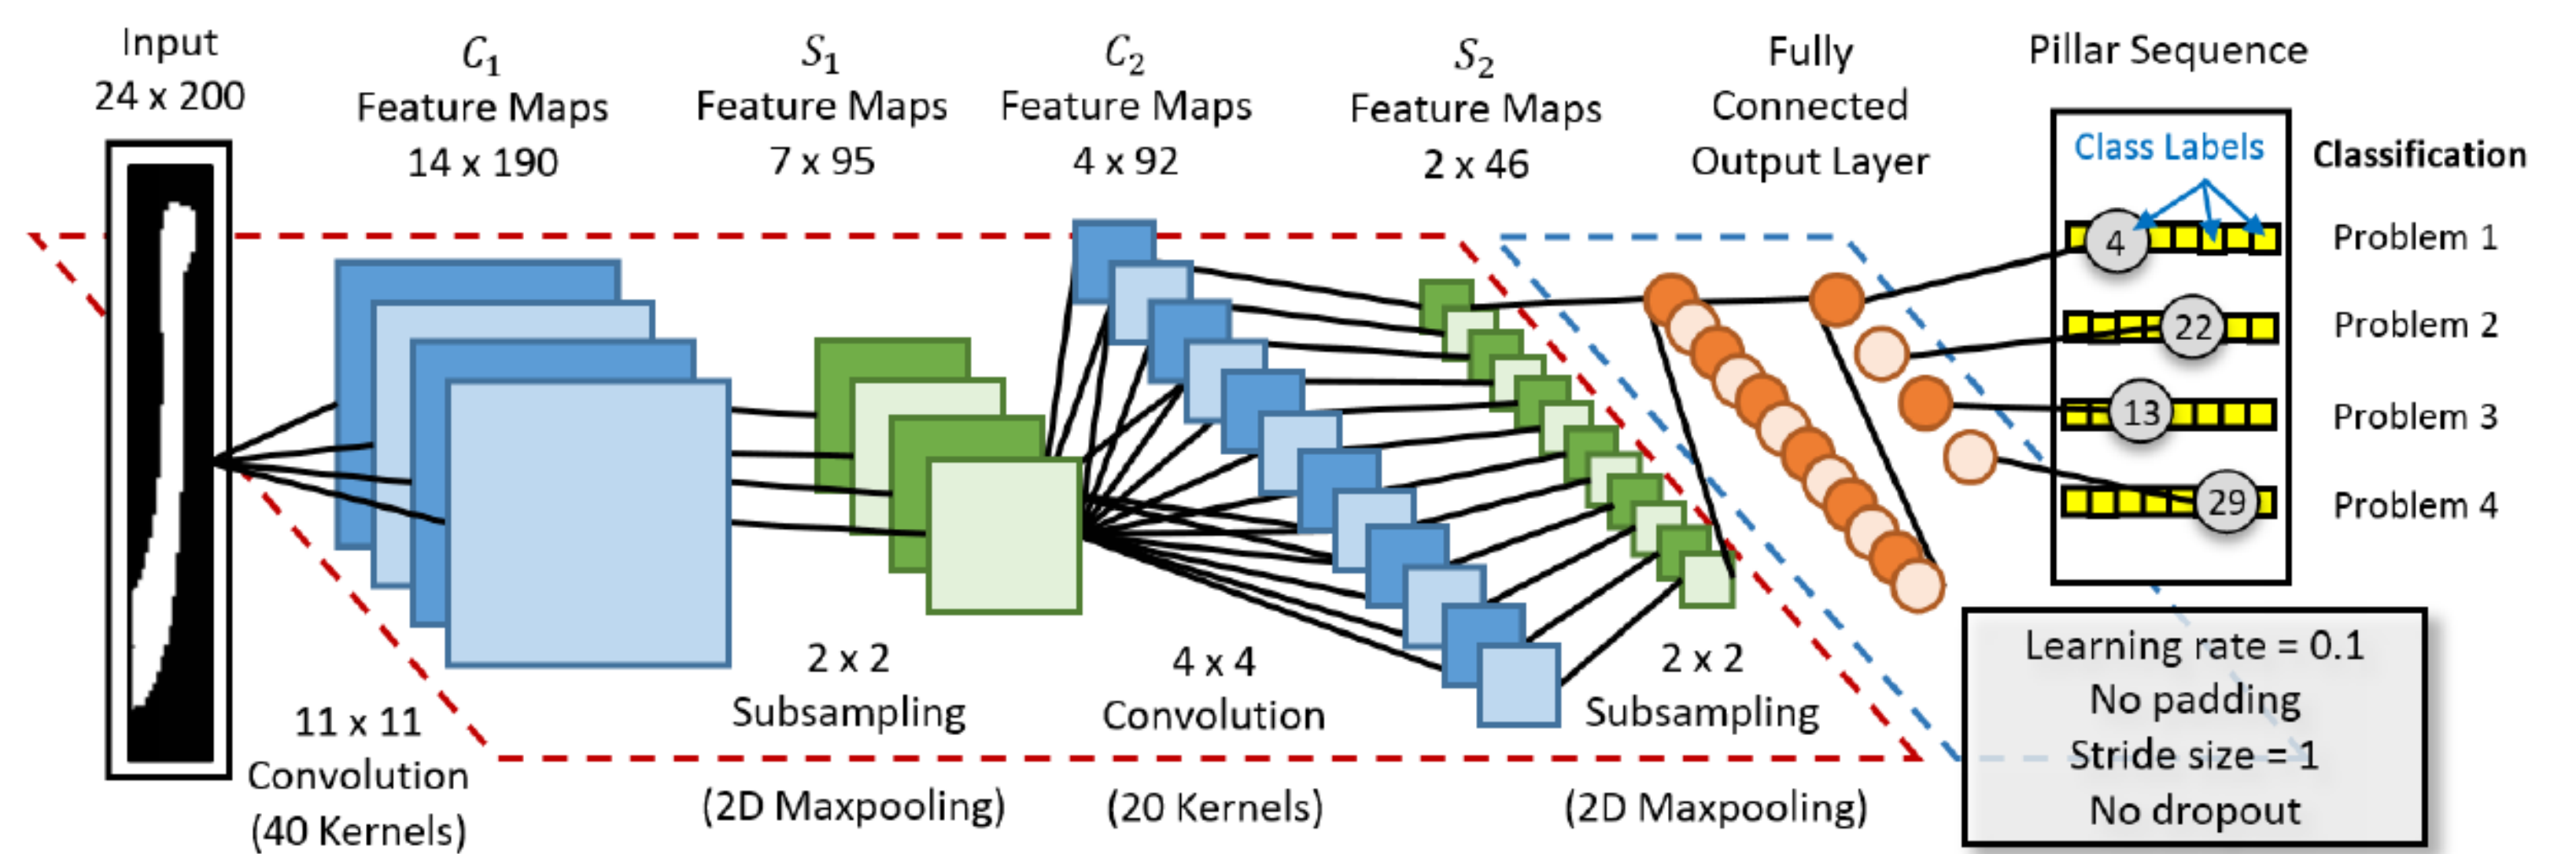 Input
24 x 200
C₁
Feature Maps
14 x 190
S₁
Feature Maps
7 x 95
C₂
Feature Maps
4 x 92
S₂
Feature Maps
2 x 46
Fully
Connected
Output Layer
Pillar Sequence
Class Labels
Classification
4
Problem 1
22
Problem 2
13
Problem 3
29
Problem 4
11 x 11
Convolution
(40 Kernels)
2 x 2
Subsampling
(2D Maxpooling)
4 x 4
Convolution
(20 Kernels)
2 x 2
Subsampling
(2D Maxpooling)
Learning rate = 0.1
No padding
Stride size = 1
No dropout